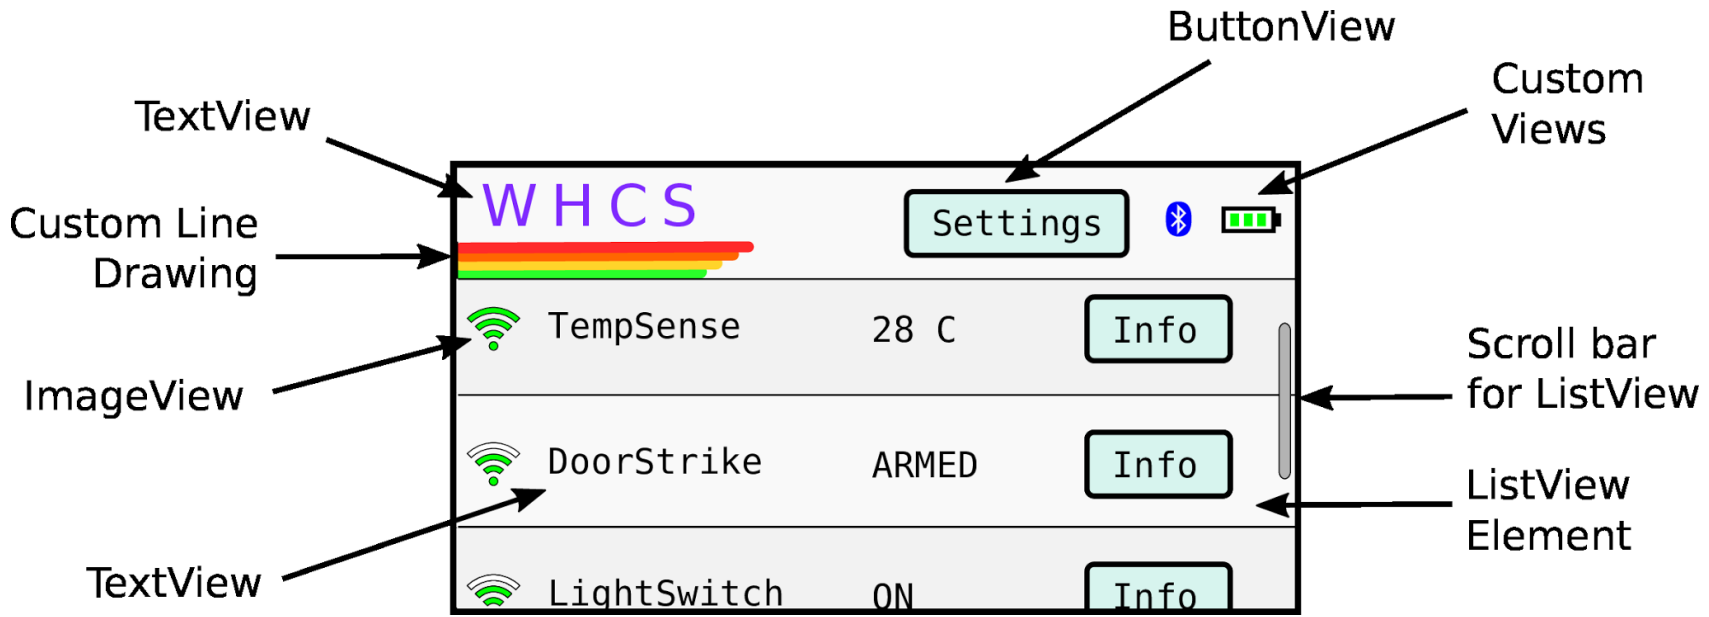 ButtonView
Custom
Views
TextView
W H C S
Settings
Custom Line
Drawing
TempSense
28 C
Info
Scroll bar
for ListView
ImageView
DoorStrike
ARMED
Info
ListView
Element
TextView
LightSwitch
ON
Info